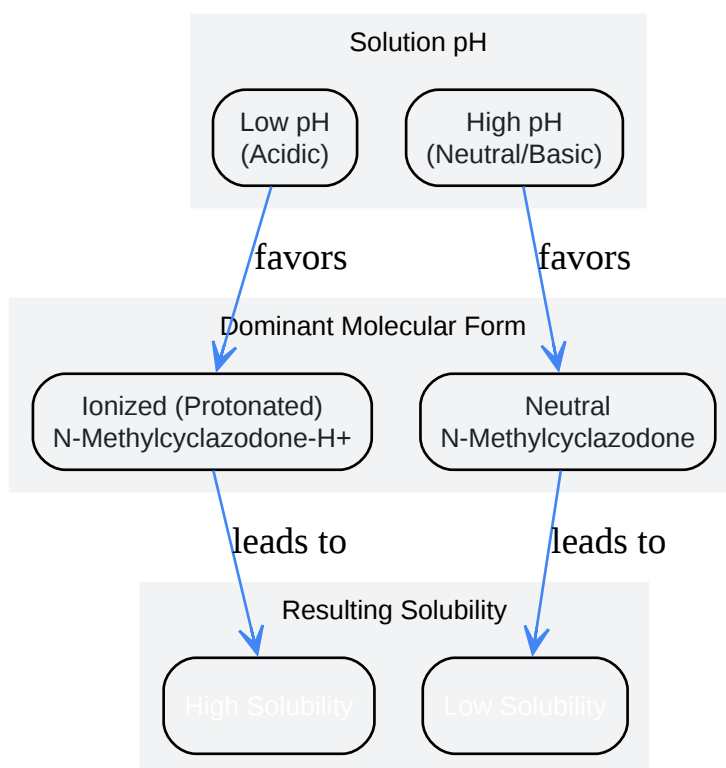 Solution pH
Low pH
(Acidic)
High pH
(Neutral/Basic)
favors
favors
Dominant Molecular Form
Ionized (Protonated)
N-Methylcyclazodone-H+
Neutral
N-Methylcyclazodone
leads to
leads to
Resulting Solubility
High Solubility
Low Solubility